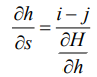 ∂h/∂s = (i − j)/(∂H/∂h)